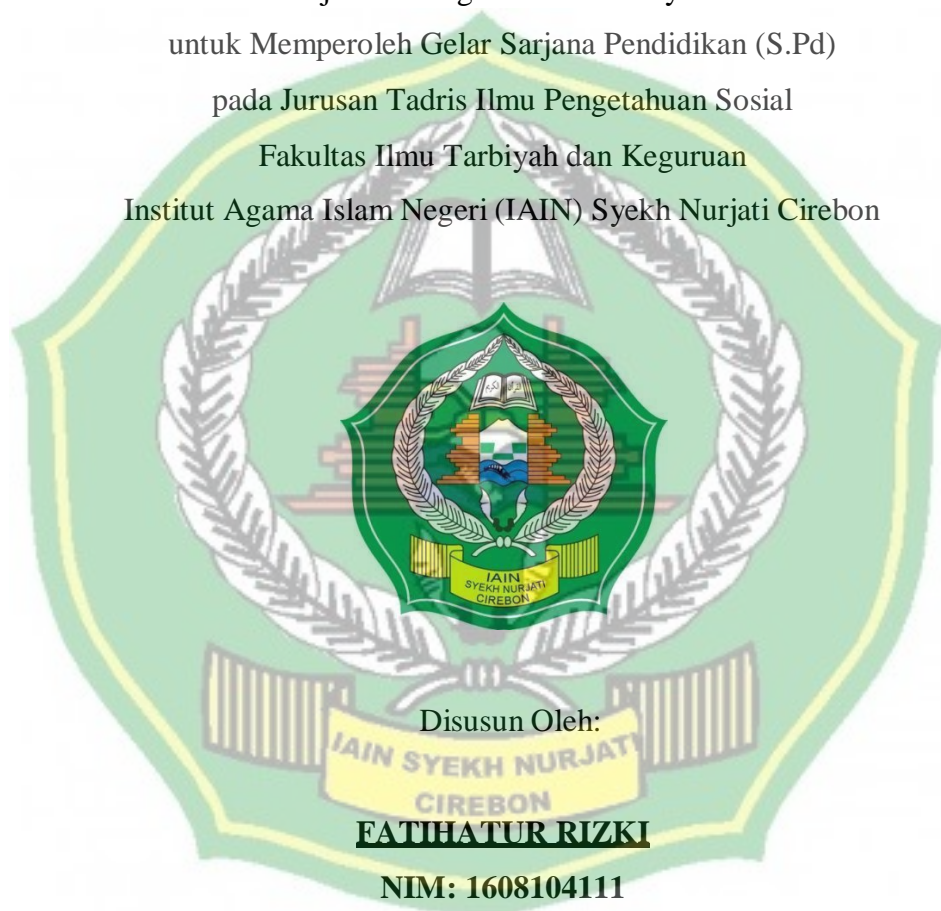 untuk Memperoleh Gelar Sarjana Pendidikan (S.Pd)
pada Jurusan Tadris Ilmu Pengetahuan Sosial
Fakultas Ilmu Tarbiyah dan Keguruan
Institut Agama Islam Negeri (IAIN) Syekh Nurjati Cirebon
IAIN
SYEKH NURJATI
CIREBON
Disusun Oleh:
IAIN SYEKH NURJATI
CIREBON
FATIHATUR RIZKI
NIM: 1608104111